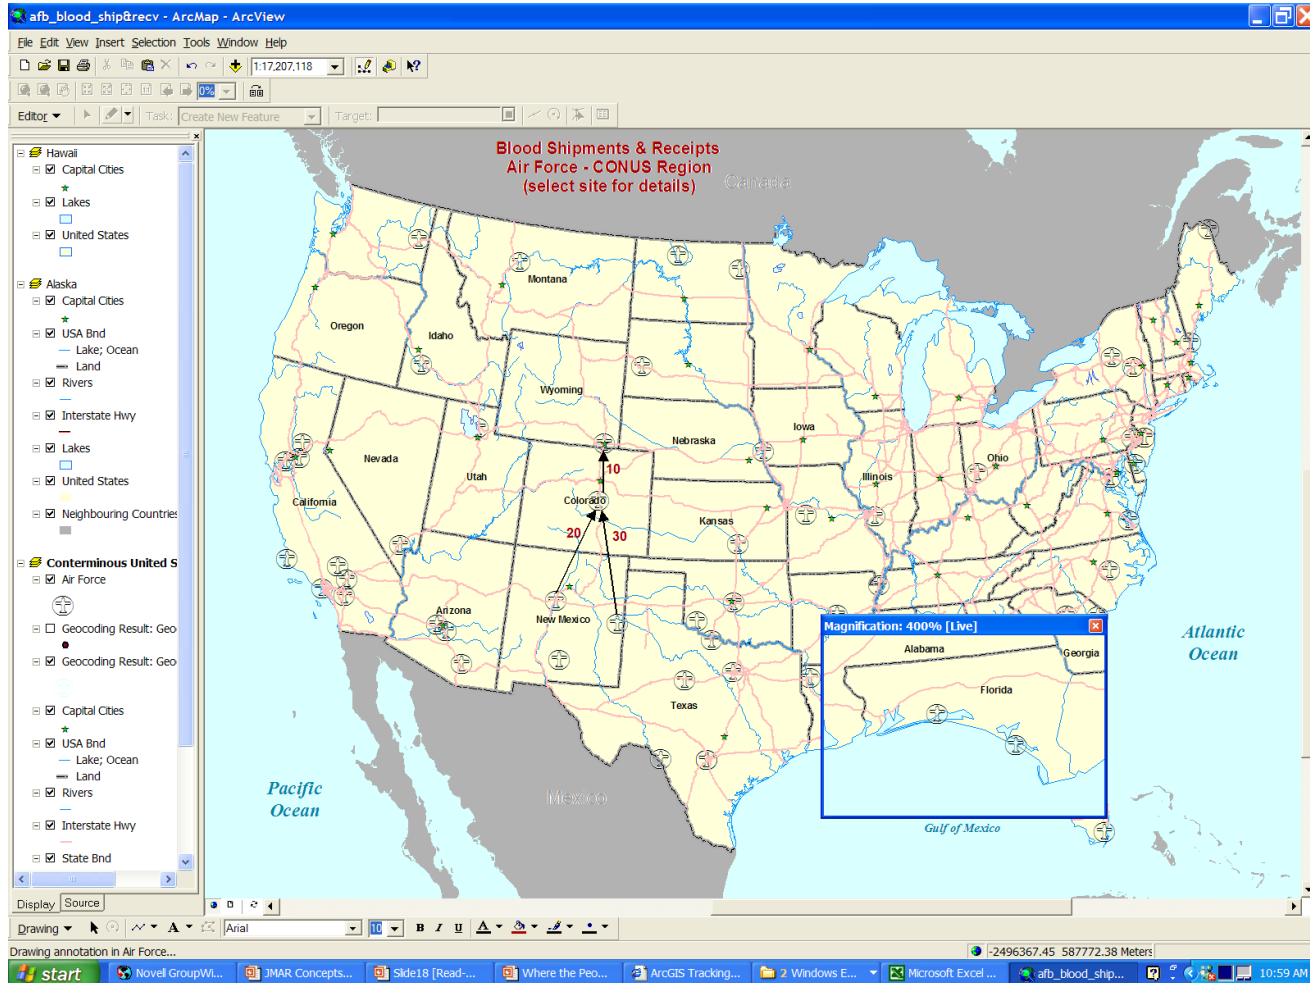 afb_blood_ship&recv - ArcMap - ArcView
File Edit View Insert Selection Tools Window Help
1:17,207,118
0%
Editor Task: Create New Feature Target:
Hawaii
Capital Cities
Lakes
United States
Alaska
Capital Cities
USA Bnd
Lake; Ocean
Land
Rivers
Interstate Hwy
Lakes
United States
Neighbouring Countries
Conterminous United S
Air Force
Geocoding Result: Geo
Geocoding Result: Geo
Capital Cities
USA Bnd
Lake; Ocean
Land
Rivers
Interstate Hwy
State Bnd
Display Source
Blood Shipments & Receipts
Air Force - CONUS Region
(select site for details)
Canada
Montana
Oregon
Idaho
Wyoming
Iowa
Nebraska
Nevada
Ohio
10
Utah
Illinois
Colorado
California
Kansas
20
30
Arizona
New Mexico
Texas
Magnification: 400% [Live]
Alabama
Georgia
Florida
Atlantic
Ocean
Pacific
Ocean
Mexico
Gulf of Mexico
Drawing A Arial 10 B I U A
Drawing annotation in Air Force...
-2496367.45 587772.38 Meters
start
Novell GroupWi...
JMAR Concepts...
Slide18 [Read-...
Where the Peo...
ArcGIS Tracking...
2 Windows E...
Microsoft Excel ...
afb_blood_ship...
10:59 AM